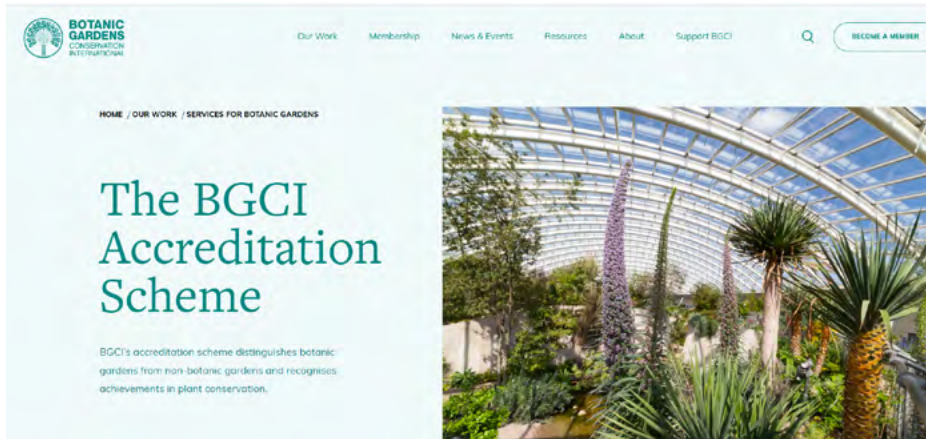 BOTANIC
GARDENS
CONSERVATION
INTERNATIONAL
Our Work Membership News & Events Resources About Support BGCI BECOME A MEMBER
HOME / OUR WORK / SERVICES FOR BOTANIC GARDENS
The BGCI
Accreditation
Scheme
BGCI's accreditation scheme distinguishes botanic
gardens from non-botanic gardens and recognises
achievements in plant conservation.